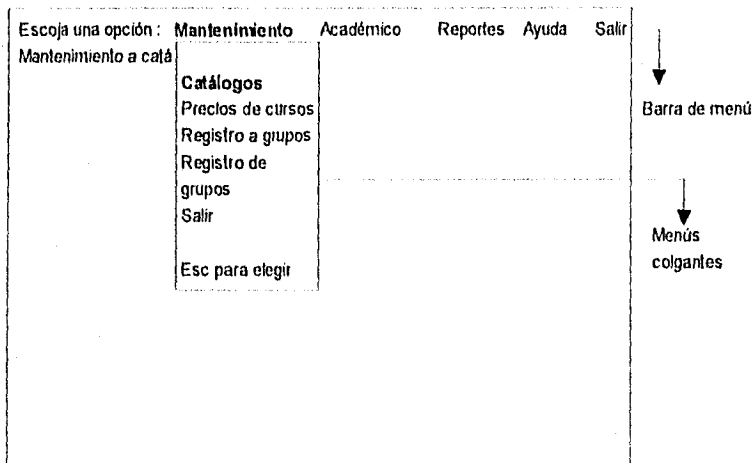 Escoja una opción : Mantenimiento Académico Reportes Ayuda Salir
Mantenimiento a catá
Catálogos
Precios de cursos
Registro a grupos
Registro de
grupos
Salir
Esc para elegir
Barra de menú
Menús
colgantes